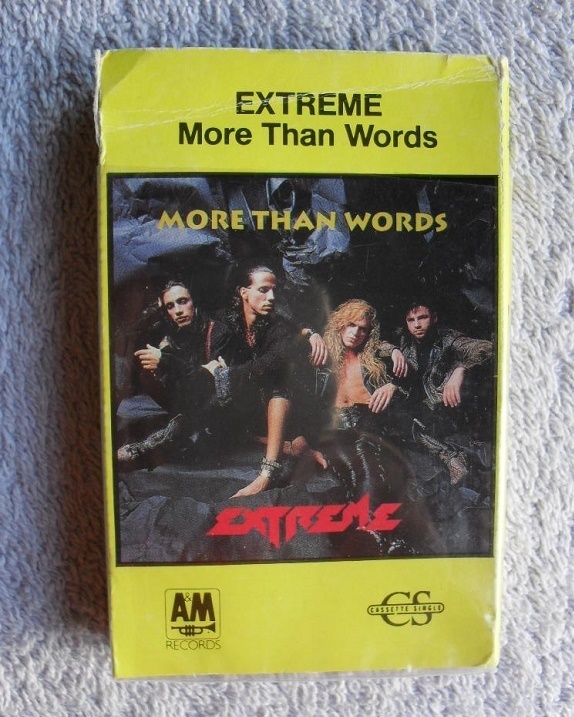 EXTREME
More Than Words
MORE THAN WORDS
EXTREME
A&M
RECORDS
CS
CASSETTE SINGLE